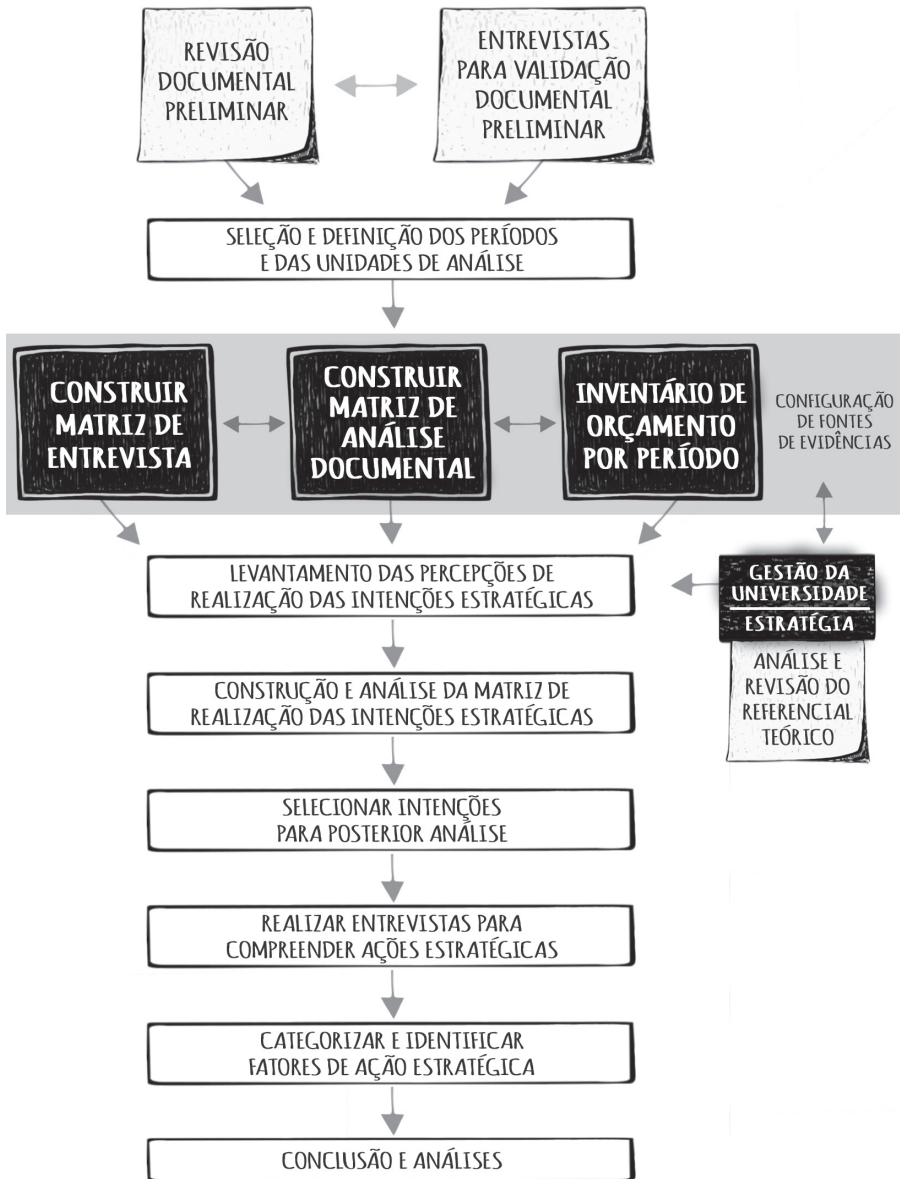 REVISÃO
DOCUMENTAL
PRELIMINAR
ENTREVISTAS
PARA VALIDAÇÃO
DOCUMENTAL
PRELIMINAR
SELEÇÃO E DEFINIÇÃO DOS PERÍODOS
E DAS UNIDADES DE ANÁLISE
CONSTRUIR
MATRIZ DE
ENTREVISTA
CONSTRUIR
MATRIZ DE
ANÁLISE
DOCUMENTAL
INVENTÁRIO DE
ORÇAMENTO
POR PERÍODO
CONFIGURAÇÃO
DE FONTES
DE EVIDÊNCIAS
LEVANTAMENTO DAS PERCEPÇÕES DE
REALIZAÇÃO DAS INTENÇÕES ESTRATÉGICAS
GESTÃO DA
UNIVERSIDADE
ESTRATÉGIA
ANÁLISE E
REVISÃO DO
REFERENCIAL
TEÓRICO
CONSTRUÇÃO E ANÁLISE DA MATRIZ DE
REALIZAÇÃO DAS INTENÇÕES ESTRATÉGICAS
SELECIONAR INTENÇÕES
PARA POSTERIOR ANÁLISE
REALIZAR ENTREVISTAS PARA
COMPREENDER AÇÕES ESTRATÉGICAS
CATEGORIZAR E IDENTIFICAR
FATORES DE AÇÃO ESTRATÉGICA
CONCLUSÃO E ANÁLISES